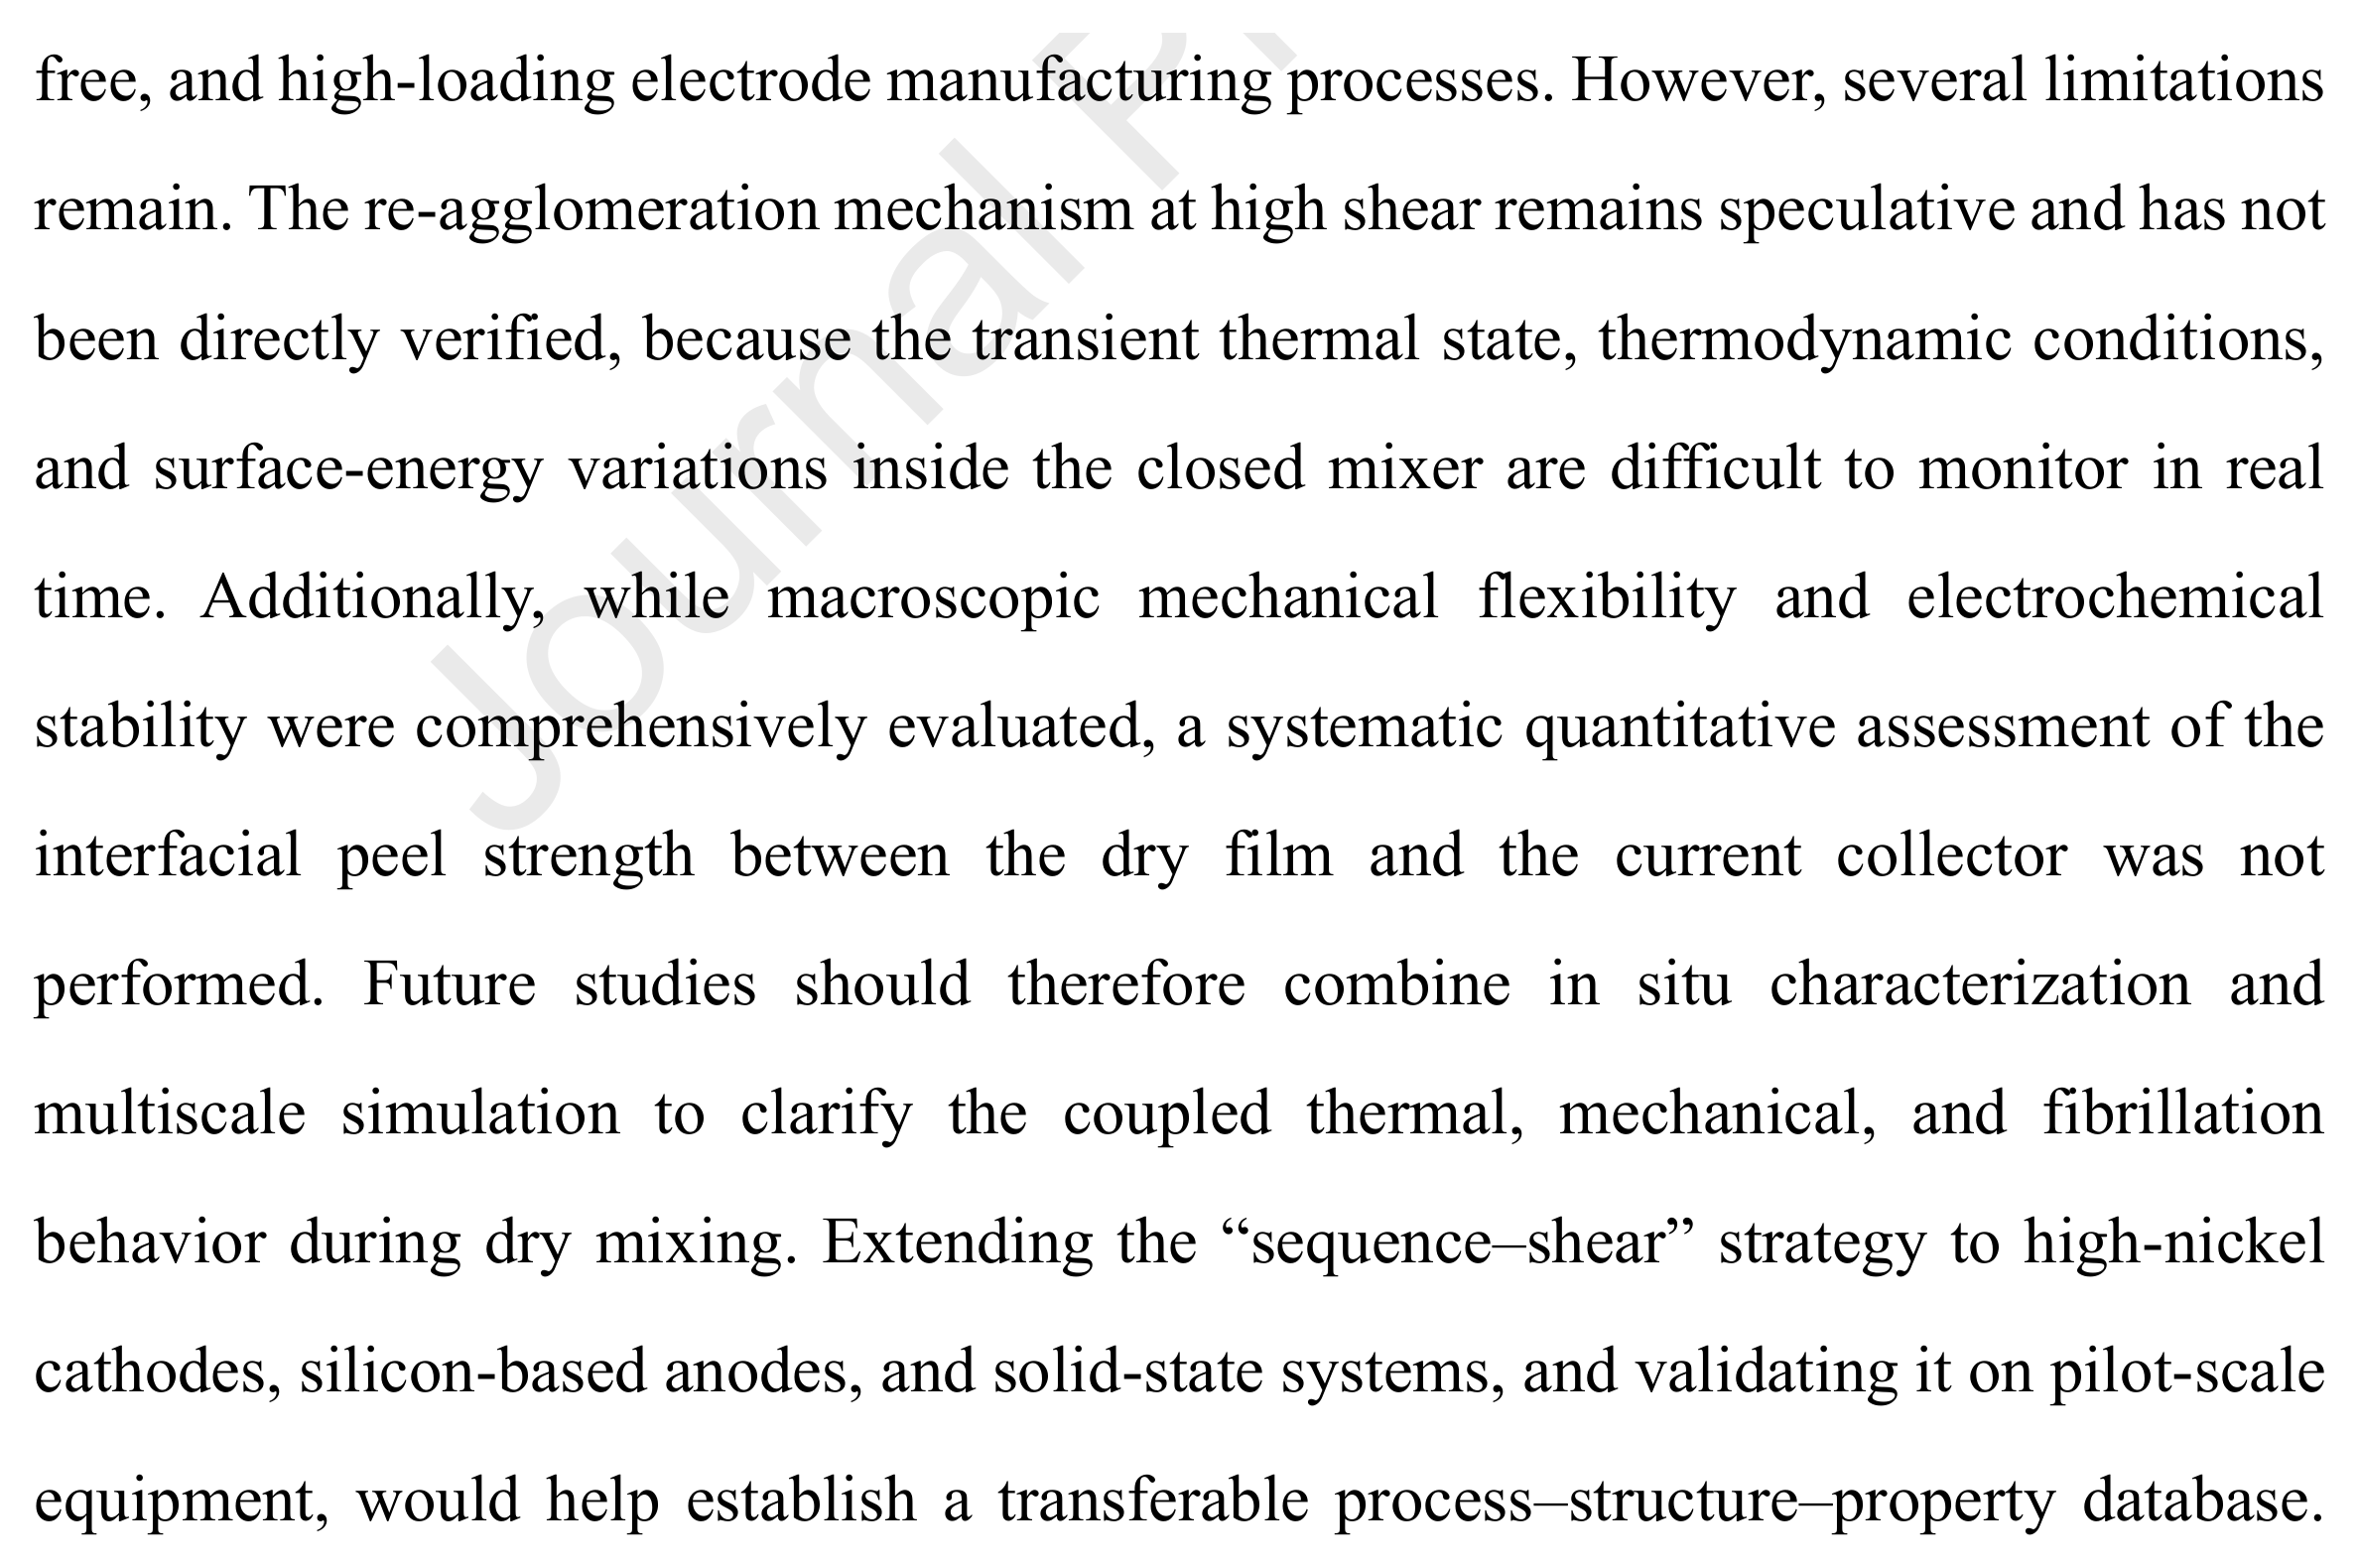 free, and high-loading electrode manufacturing processes. However, several limitations
remain. The re-agglomeration mechanism at high shear remains speculative and has not
been directly verified, because the transient thermal state, thermodynamic conditions,
and surface-energy variations inside the closed mixer are difficult to monitor in real
time. Additionally, while macroscopic mechanical flexibility and electrochemical
stability were comprehensively evaluated, a systematic quantitative assessment of the
interfacial peel strength between the dry film and the current collector was not
performed. Future studies should therefore combine in situ characterization and
multiscale simulation to clarify the coupled thermal, mechanical, and fibrillation
behavior during dry mixing. Extending the “sequence–shear” strategy to high-nickel
cathodes, silicon-based anodes, and solid-state systems, and validating it on pilot-scale
equipment, would help establish a transferable process–structure–property database.
Journal